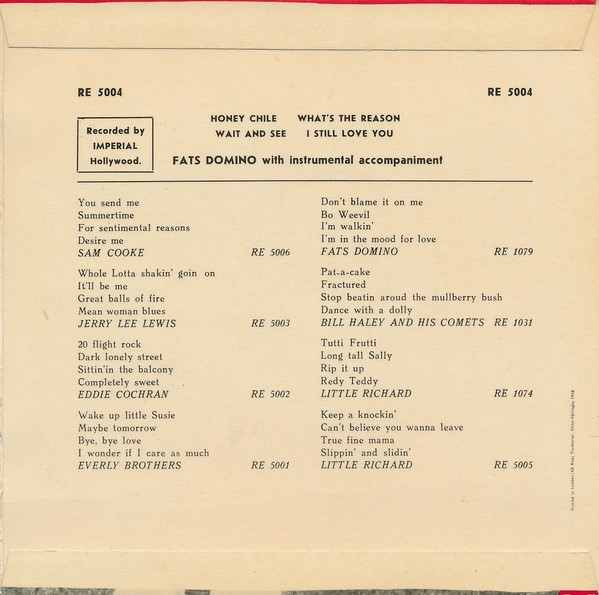 RE 5004
RE 5004
Recorded by
IMPERIAL
Hollywood.
HONEY CHILE WHAT'S THE REASON
WAIT AND SEE I STILL LOVE YOU
FATS DOMINO with instrumental accompaniment
You send me
Summertime
For sentimental reasons
Desire me
SAM COOKE RE 5006
Whole Lotta shakin' goin on
It'll be me
Great balls of fire
Mean woman blues
JERRY LEE LEWIS RE 5003
20 flight rock
Dark lonely street
Sittin'in the balcony
Completely sweet
EDDIE COCHRAN RE 5002
Wake up little Susie
Maybe tomorrow
Bye, bye love
I wonder if I care as much
EVERLY BROTHERS RE 5001
Don't blame it on me
Bo Weevil
I'm walkin'
I'm in the mood for love
FATS DOMINO RE 1079
Pat-a-cake
Fractured
Stop beatin aroud the mullberry bush
Dance with a dolly
BILL HALEY AND HIS COMETS RE 1031
Tutti Frutti
Long tall Sally
Rip it up
Redy Teddy
LITTLE RICHARD RE 1074
Keep a knockin'
Can't believe you wanna leave
True fine mama
Slippin' and slidin'
LITTLE RICHARD RE 5005
Printed in Sweden: AB 1958